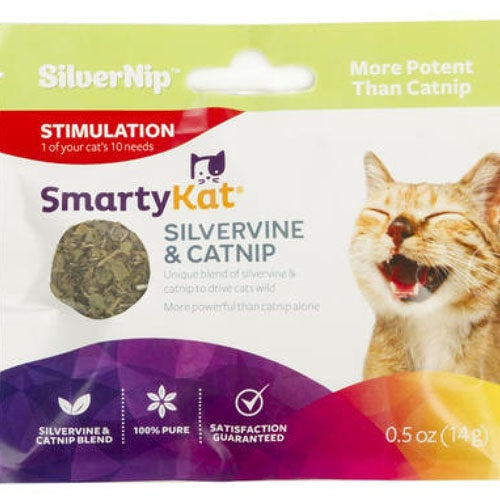 SilverNip™
More Potent
Than Catnip
STIMULATION
1 of your cat's 10 needs
SmartyKat®
SILVERVINE
& CATNIP
Unique blend of silvervine &
catnip to drive cats wild
More powerful than catnip alone
SILVERVINE &
CATNIP BLEND
100% PURE
SATISFACTION
GUARANTEED
0.5 oz (14g)